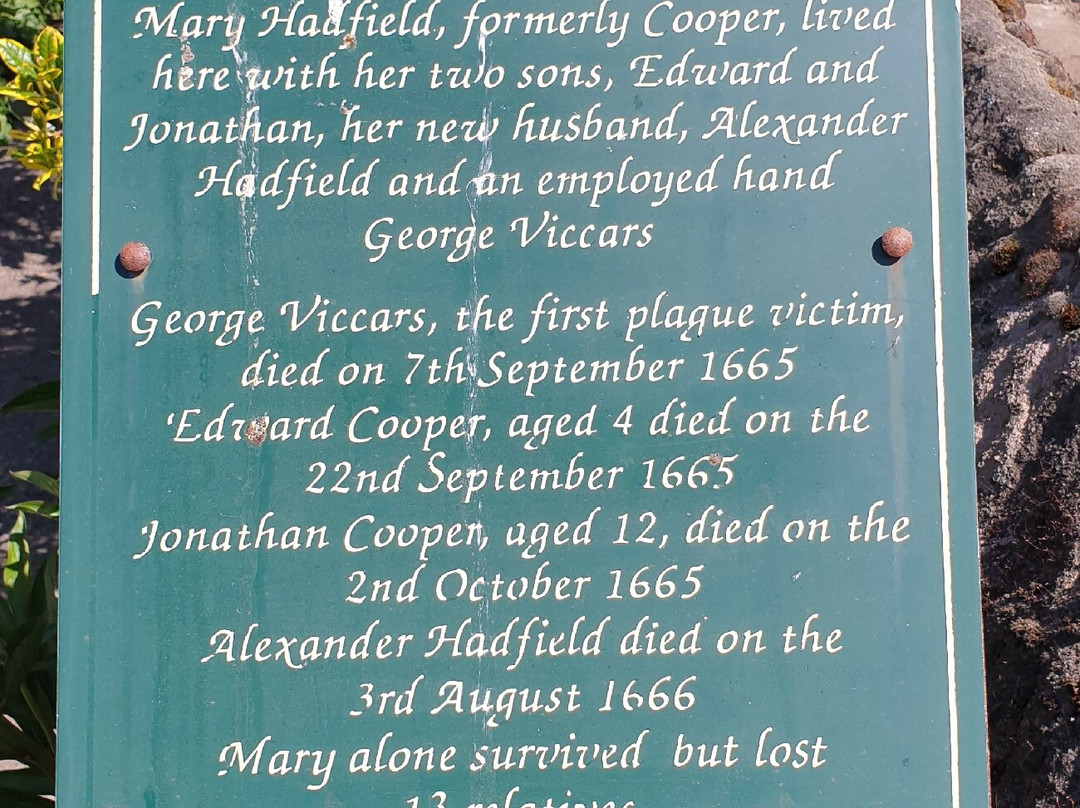 Mary Hadfield, formerly Cooper, lived
here with her two sons, Edward and
Jonathan, her new husband, Alexander
Hadfield and an employed hand
George Viccars
George Viccars, the first plague victim,
died on 7th September 1665
Edward Cooper, aged 4 died on the
22nd September 1665
Jonathan Cooper, aged 12, died on the
2nd October 1665
Alexander Hadfield died on the
3rd August 1666
Mary alone survived but lost
13 relatives